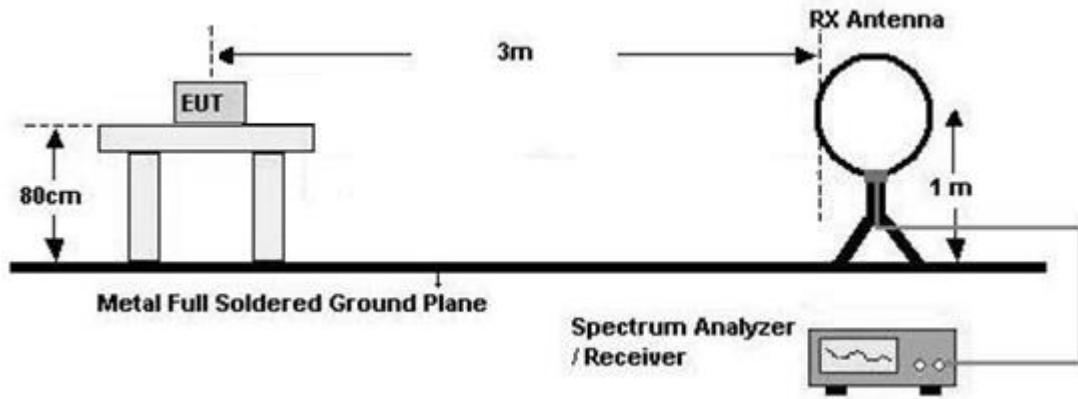 RX Antenna
3m
EUT
80cm
1 m
Metal Full Soldered Ground Plane
Spectrum Analyzer
/ Receiver